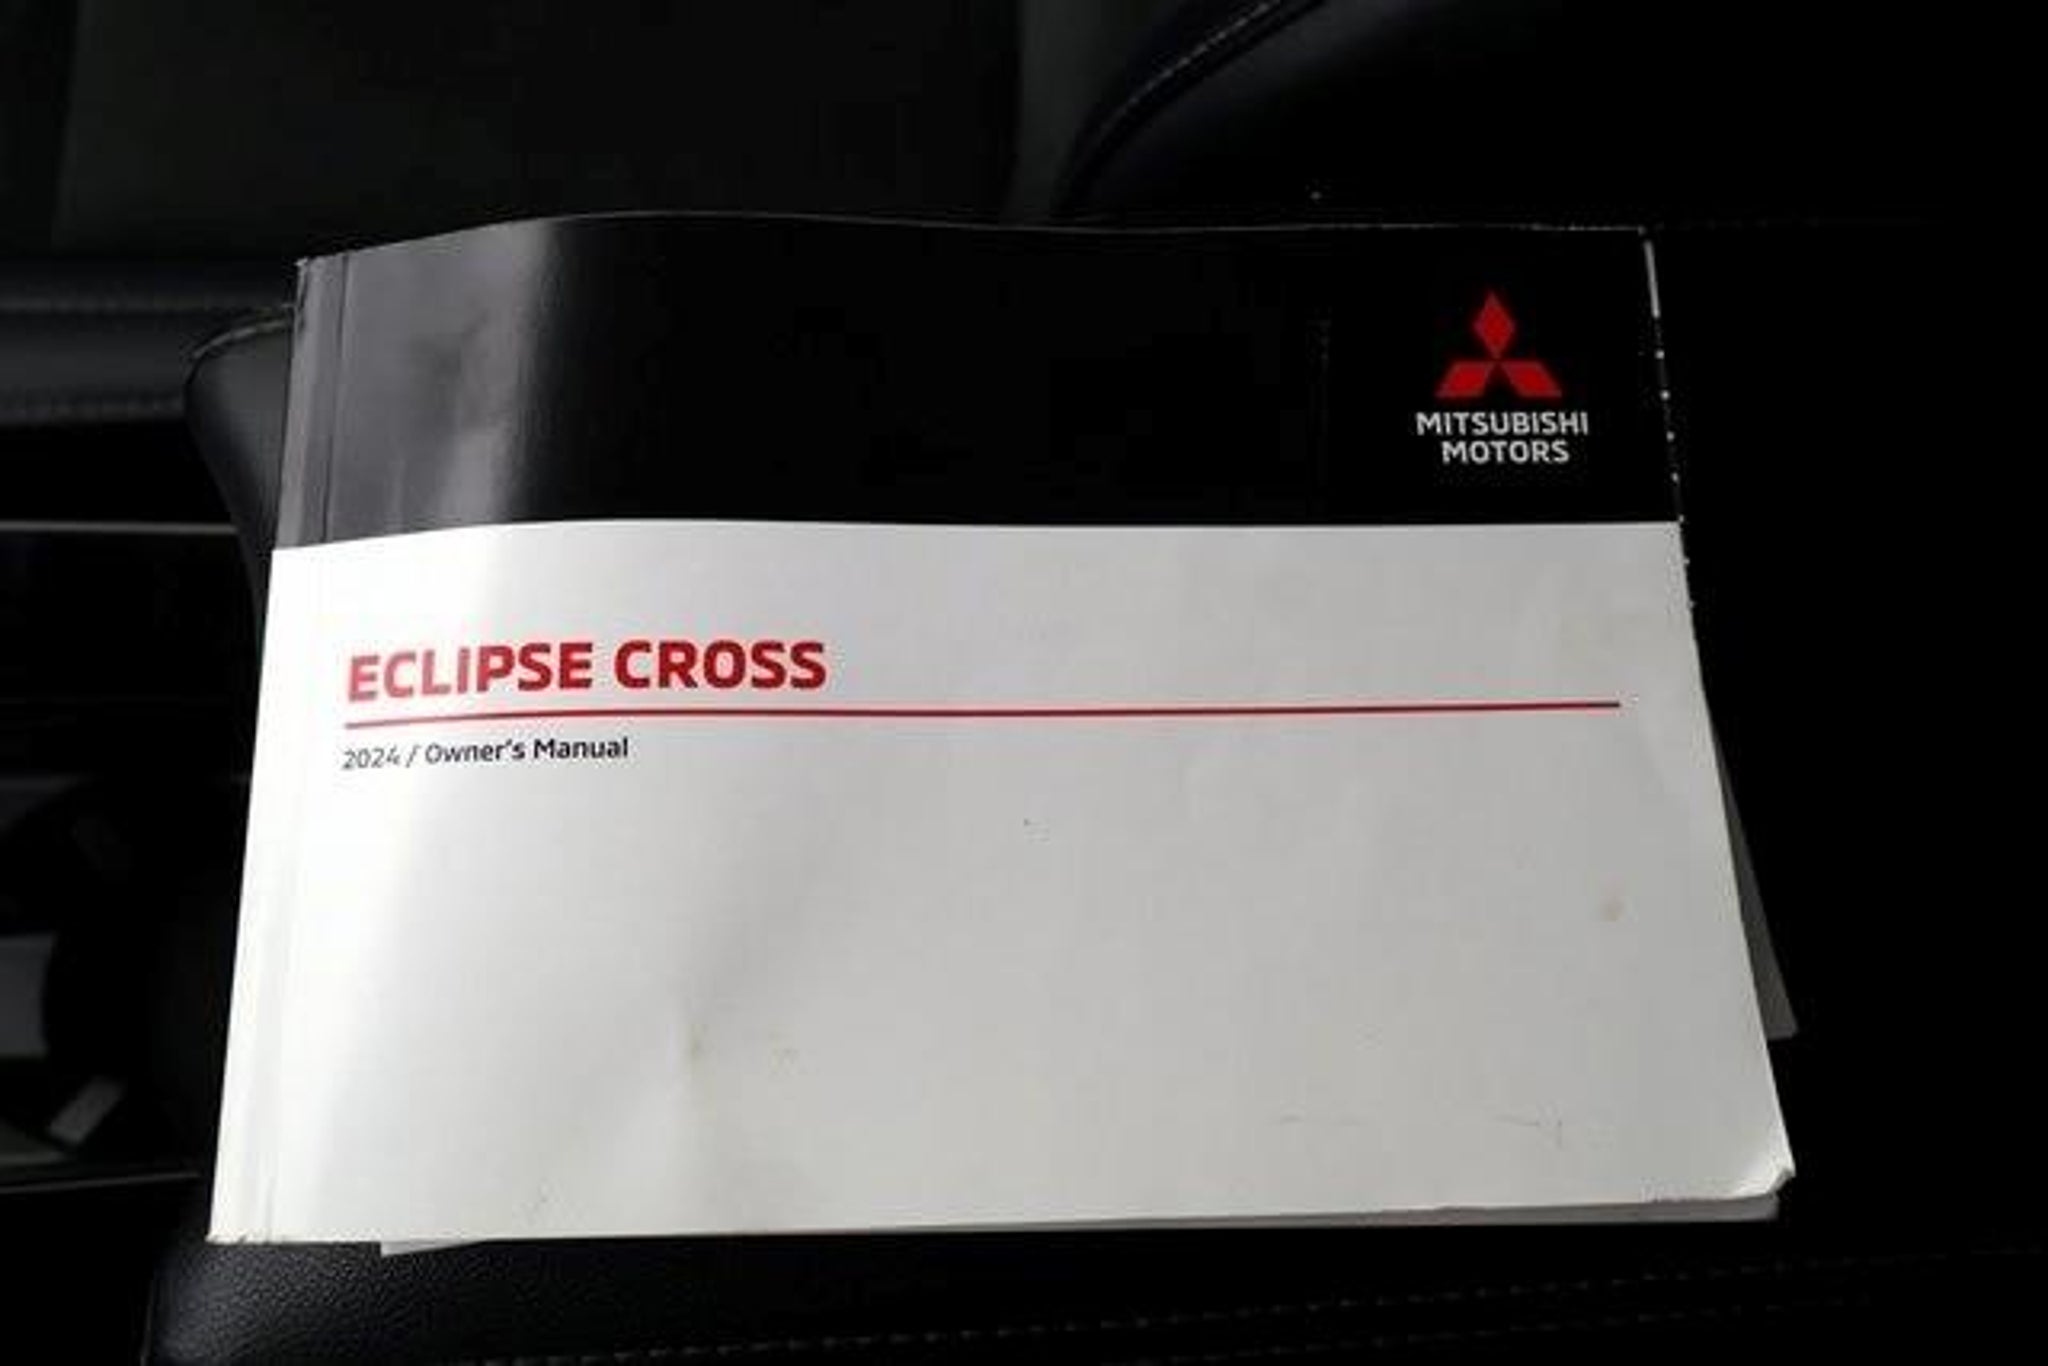 MITSUBISHI
MOTORS
ECLIPSE CROSS
2024 / Owner's Manual